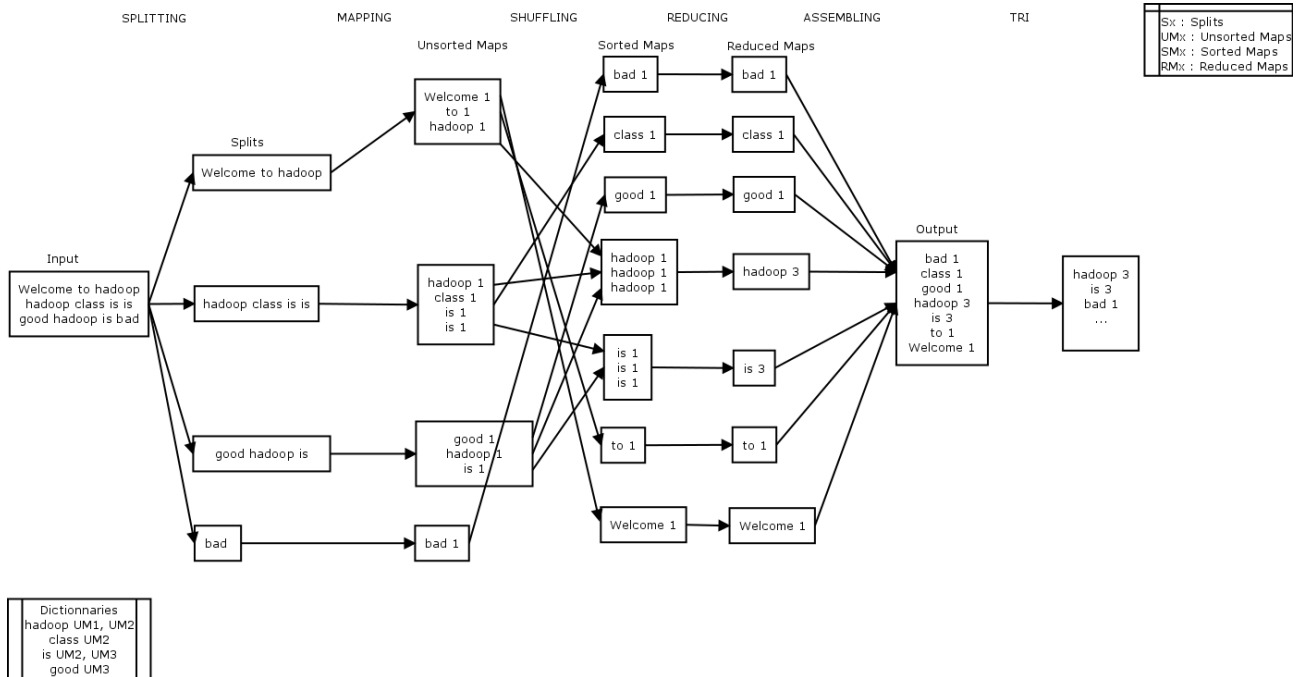 SPLITTING
MAPPING
SHUFFLING
REDUCING
ASSEMBLING
TRI
Sx : Splits
UMx : Unsorted Maps
SMx : Sorted Maps
RMx : Reduced Maps
Input
Welcome to hadoop
hadoop class is is
good hadoop is bad
Splits
Welcome to hadoop
hadoop class is is
good hadoop is
bad
Unsorted Maps
Welcome 1
to 1
hadoop 1
hadoop 1
class 1
is 1
is 1
good 1
hadoop 1
is 1
bad 1
Sorted Maps
bad 1
class 1
good 1
hadoop 1
hadoop 1
hadoop 1
is 1
is 1
is 1
to 1
Welcome 1
Reduced Maps
bad 1
class 1
good 1
hadoop 3
is 3
to 1
Welcome 1
Output
bad 1
class 1
good 1
hadoop 3
is 3
to 1
Welcome 1
hadoop 3
is 3
bad 1
...
Dictionnaries
hadoop UM1, UM2
class UM2
is UM2, UM3
good UM3